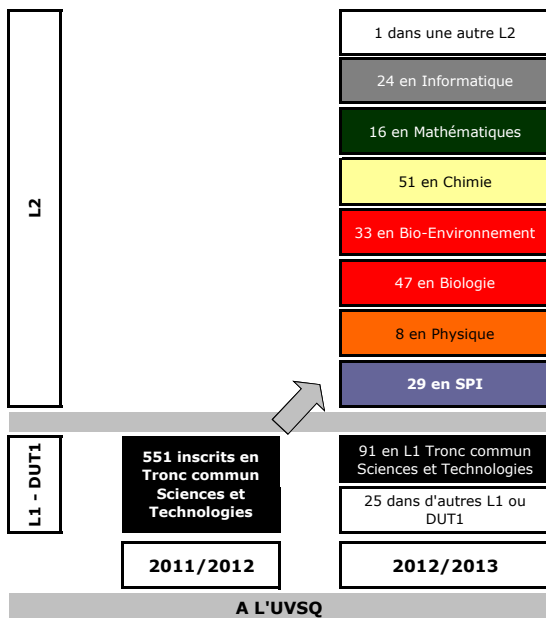 L2
1 dans une autre L2
24 en Informatique
16 en Mathématiques
51 en Chimie
33 en Bio-Environnement
47 en Biologie
8 en Physique
29 en SPI
L1 - DUT1
551 inscrits en
Tronc commun
Sciences et
Technologies
91 en L1 Tronc commun
Sciences et Technologies
25 dans d'autres L1 ou
DUT1
2011/2012
2012/2013
A L'UVSQ